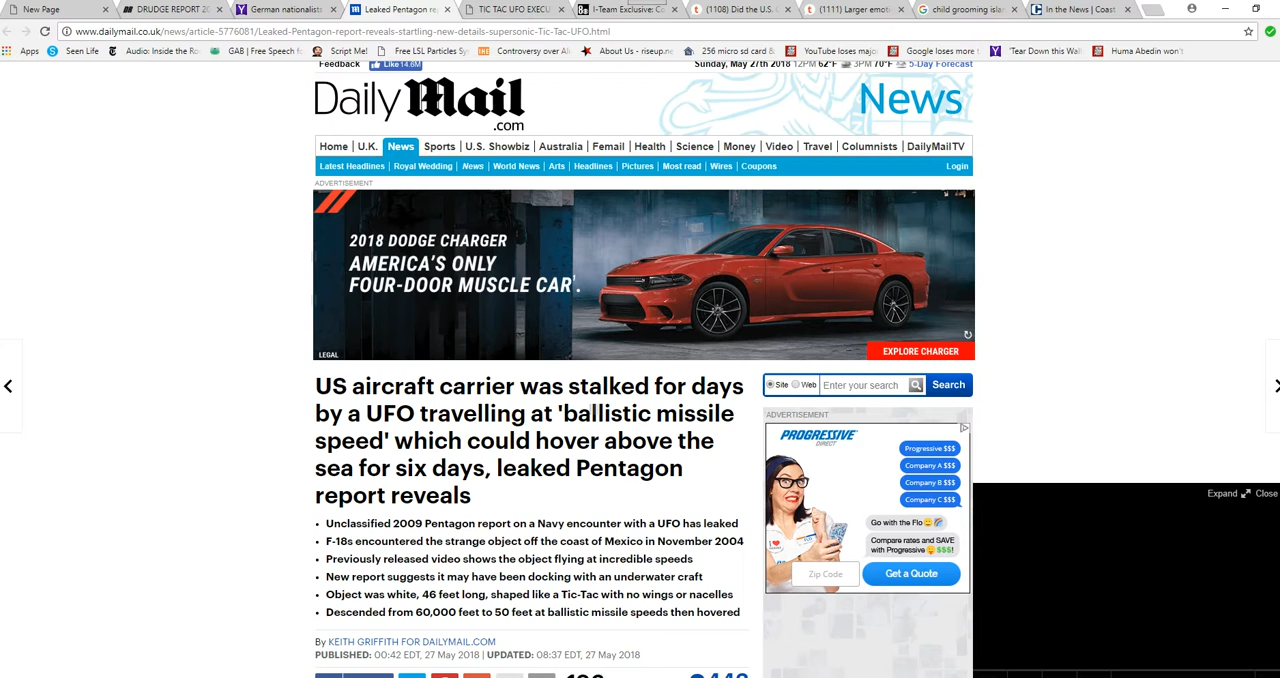 New Page
DRUDGE REPORT 20
German nationalists
Leaked Pentagon re
TIC TAC UFO EXECU
I-Team Exclusive: Co
(1108) Did the U.S. C
(1111) Larger emoti
child grooming islam
In the News | Coast
www.dailymail.co.uk/news/article-5776081/Leaked-Pentagon-report-reveals-startling-new-details-supersonic-Tic-Tac-UFO.html
Apps
Seen Life
Audio: Inside the Ro
GAB | Free Speech fo
Script Me!
Free LSL Particles Sy
Controversy over Ali
About Us - riseup.ne
256 micro sd card &
YouTube loses major
Google loses more t
'Tear Down this Wall
Huma Abedin won't
Feedback
Like 14.6M
Sunday, May 27th 2018 12PM 62°F 3PM 70°F 5-Day Forecast
Daily Mail
.com
News
Home | U.K. News Sports | U.S. Showbiz | Australia | Femail | Health | Science | Money | Video | Travel | Columnists | DailyMailTV
Latest Headlines | Royal Wedding | News | World News | Arts | Headlines | Pictures | Most read | Wires | Coupons
Login
ADVERTISEMENT
2018 DODGE CHARGER
AMERICA'S ONLY
FOUR-DOOR MUSCLE CAR.
LEGAL
EXPLORE CHARGER
US aircraft carrier was stalked for days
by a UFO travelling at 'ballistic missile
speed' which could hover above the
sea for six days, leaked Pentagon
report reveals
• Unclassified 2009 Pentagon report on a Navy encounter with a UFO has leaked
• F-18s encountered the strange object off the coast of Mexico in November 2004
• Previously released video shows the object flying at incredible speeds
• New report suggests it may have been docking with an underwater craft
• Object was white, 46 feet long, shaped like a Tic-Tac with no wings or nacelles
• Descended from 60,000 feet to 50 feet at ballistic missile speeds then hovered
By KEITH GRIFFITH FOR DAILYMAIL.COM
PUBLISHED: 00:42 EDT, 27 May 2018 | UPDATED: 08:37 EDT, 27 May 2018
Site Web Enter your search Search
ADVERTISEMENT
PROGRESSIVE
DIRECT
Progressive $$$
Company A $$$
Company B $$$
Company C $$$
Go with the Flo
Compare rates and SAVE
with Progressive $$$!
Zip Code
Get a Quote
Expand Close